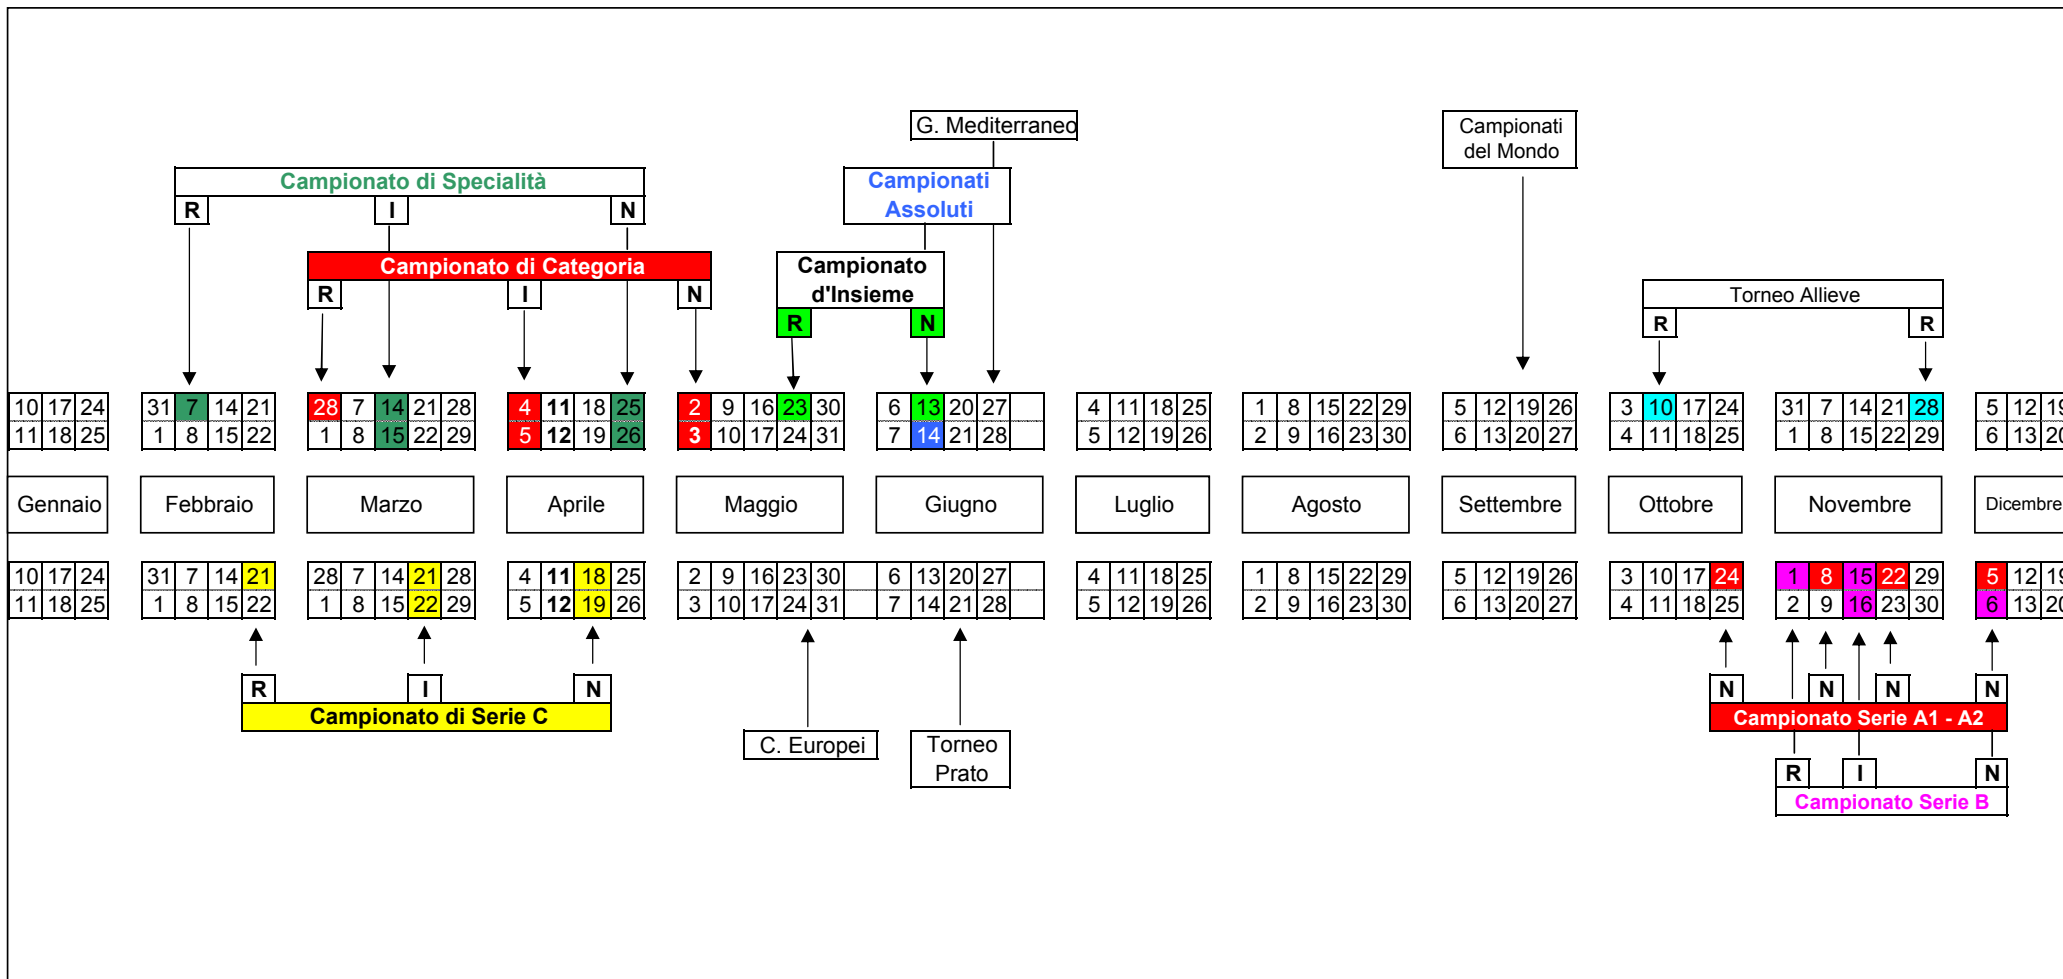 G. Mediterraneo
Campionati
del Mondo
Campionato di Specialità
Campionati
Assoluti
R I N
Campionato di Categoria
Campionato
d'Insieme
R I N
R N
Torneo Allieve
R R
10 17 24 31 7 14 21 28 7 14 21 28 4 11 18 25 2 9 16 23 30 6 13 20 27 4 11 18 25 1 8 15 22 29 5 12 19 26 3 10 17 24 31 7 14 21 28 5 12 19
11 18 25 1 8 15 22 1 8 15 22 29 5 12 19 26 3 10 17 24 31 7 14 21 28 5 12 19 26 2 9 16 23 30 6 13 20 27 4 11 18 25 1 8 15 22 29 6 13 20
Gennaio Febbraio Marzo Aprile Maggio Giugno Luglio Agosto Settembre Ottobre Novembre Dicembre
10 17 24 31 7 14 21 28 7 14 21 28 4 11 18 25 2 9 16 23 30 6 13 20 27 4 11 18 25 1 8 15 22 29 5 12 19 26 3 10 17 24 1 8 15 22 29 5 12 19
11 18 25 1 8 15 22 1 8 15 22 29 5 12 19 26 3 10 17 24 31 7 14 21 28 5 12 19 26 2 9 16 23 30 6 13 20 27 4 11 18 25 2 9 16 23 30 6 13 20
R I N
Campionato di Serie C
N N N N
Campionato Serie A1 - A2
C. Europei
Torneo
Prato
R I N
Campionato Serie B